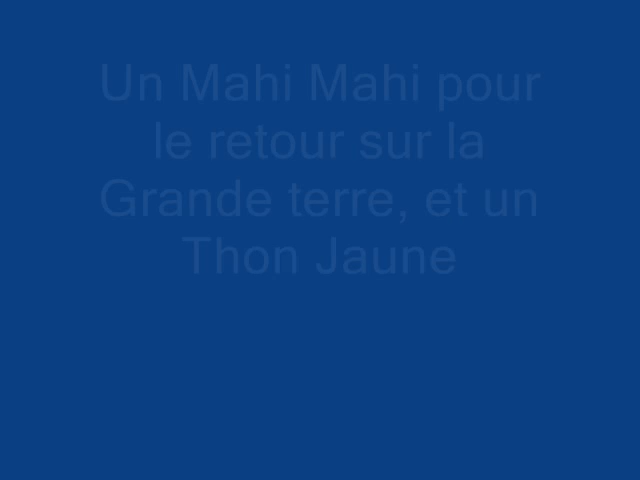 Un Mahi Mahi pour
le retour sur la
Grande terre, et un
Thon Jaune